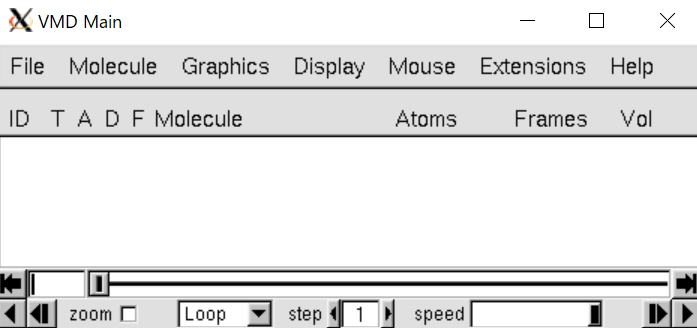 VMD Main
File Molecule Graphics Display Mouse Extensions Help
ID T A D F Molecule Atoms Frames Vol
zoom Loop step 1 speed